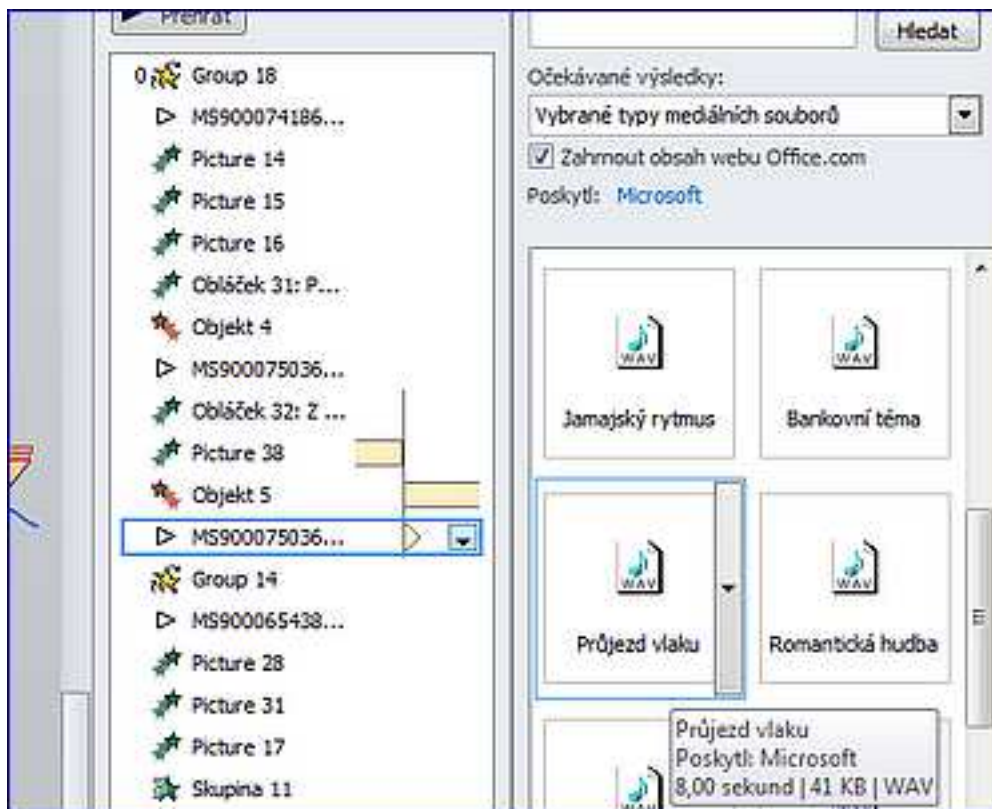 Přehrát
0 Group 18
MS900074186...
Picture 14
Picture 15
Picture 16
Obláček 31: P...
Objekt 4
MS900075036...
Obláček 32: Z ...
Picture 38
Objekt 5
MS900075036...
Group 14
MS900065438...
Picture 28
Picture 31
Picture 17
Skupina 11
Hledat
Očekávané výsledky:
Vybrané typy mediálních souborů
Zahrnout obsah webu Office.com
Poskytl: Microsoft
WAV
WAV
Jamajský rytmus
Bankovní téma
WAV
WAV
Průjezd vlaku
Romantická hudba
Průjezd vlaku
Poskytl: Microsoft
8,00 sekund | 41 KB | WAV